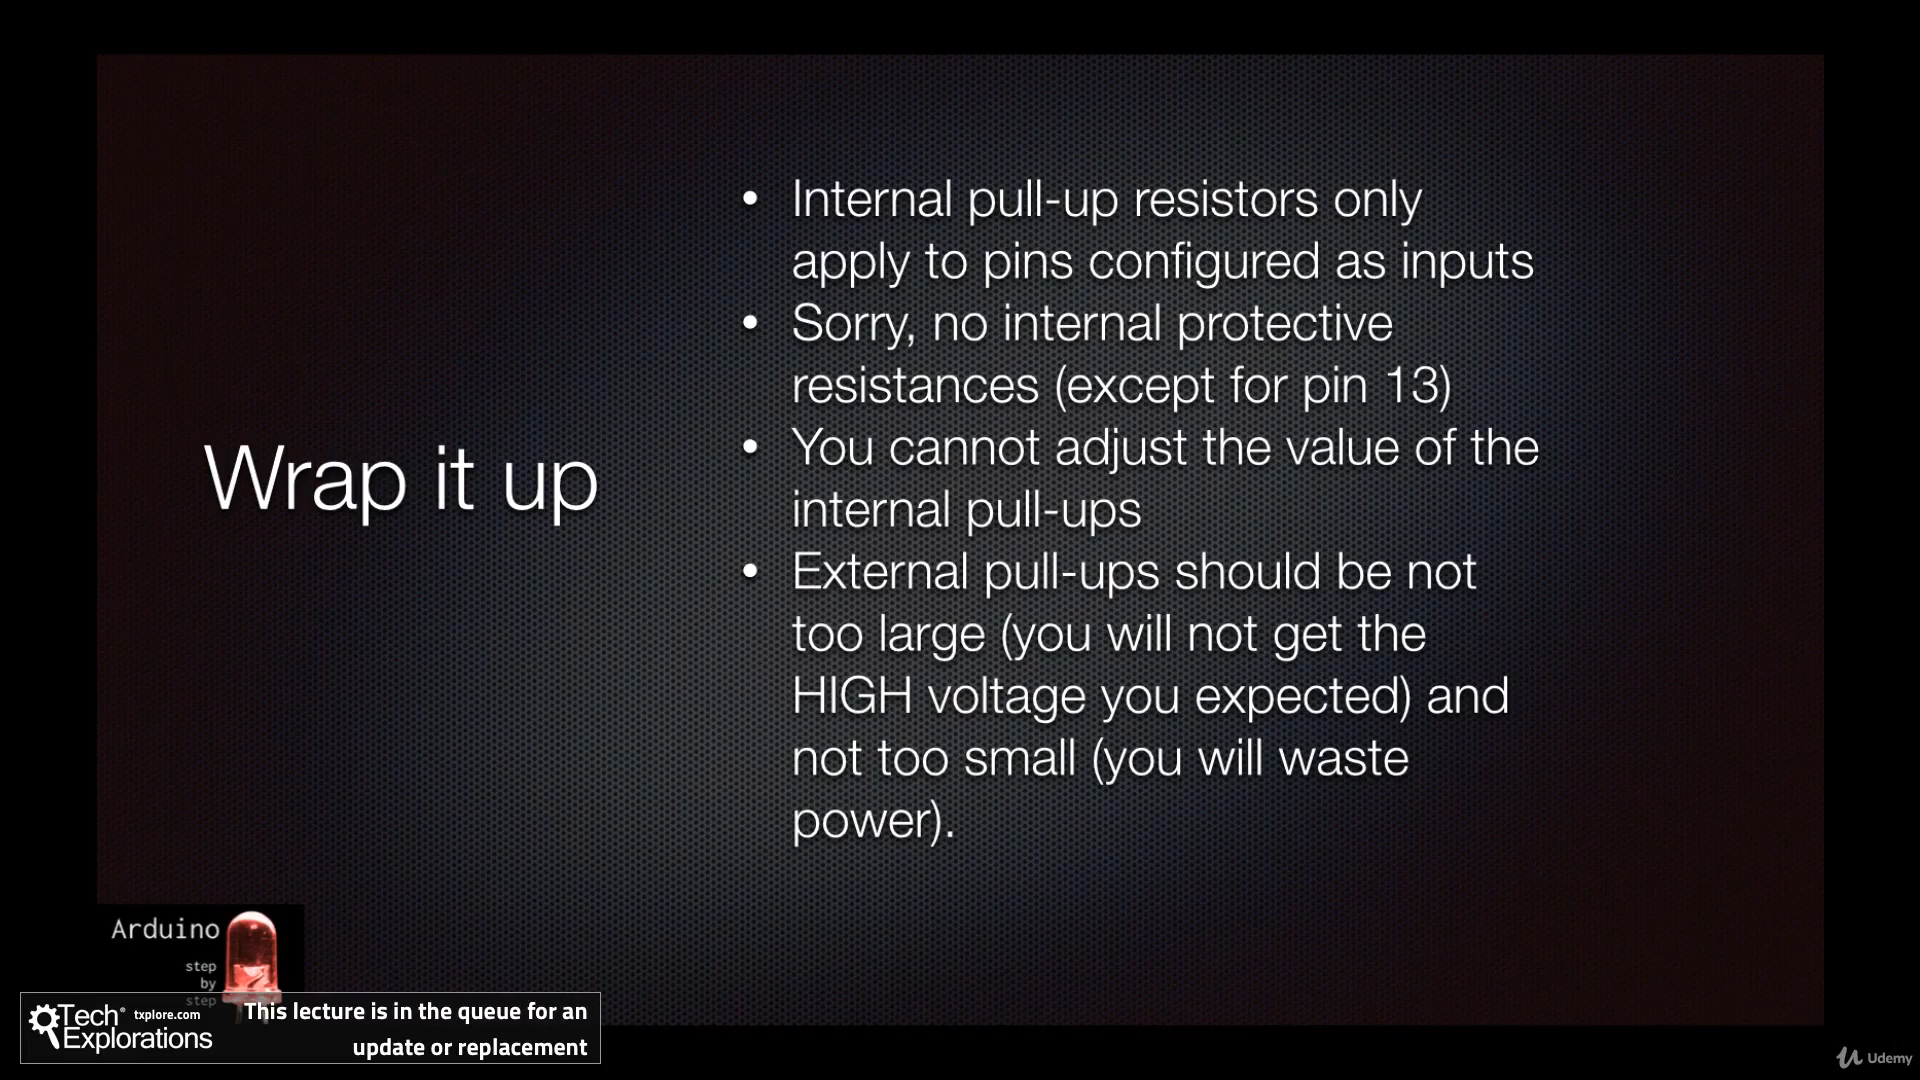 Wrap it up
• Internal pull-up resistors only
apply to pins configured as inputs
• Sorry, no internal protective
resistances (except for pin 13)
• You cannot adjust the value of the
internal pull-ups
• External pull-ups should be not
too large (you will not get the
HIGH voltage you expected) and
not too small (you will waste
power).
Arduino
step
by
step
Tech txplore.com
Explorations
This lecture is in the queue for an
update or replacement
Udemy